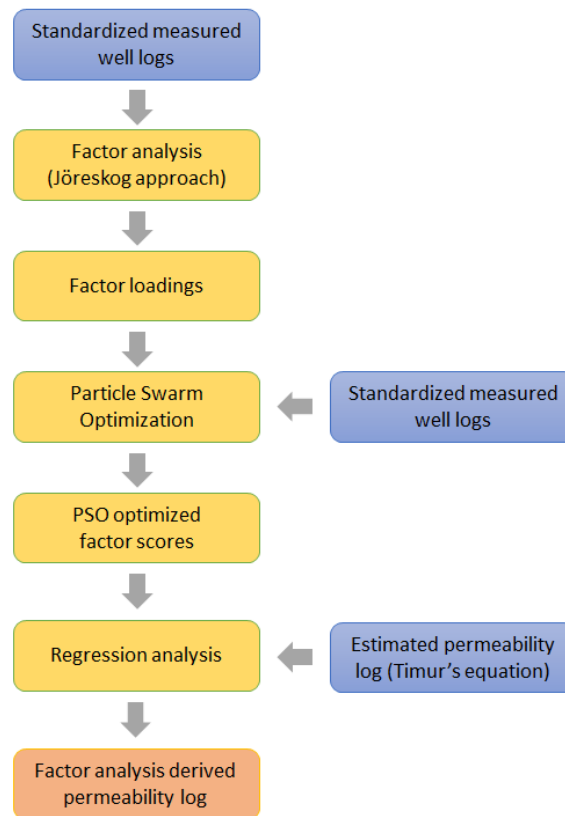 Standardized measured
well logs
Factor analysis
(Jöreskog approach)
Factor loadings
Particle Swarm
Optimization
Standardized measured
well logs
PSO optimized
factor scores
Regression analysis
Estimated permeability
log (Timur's equation)
Factor analysis derived
permeability log